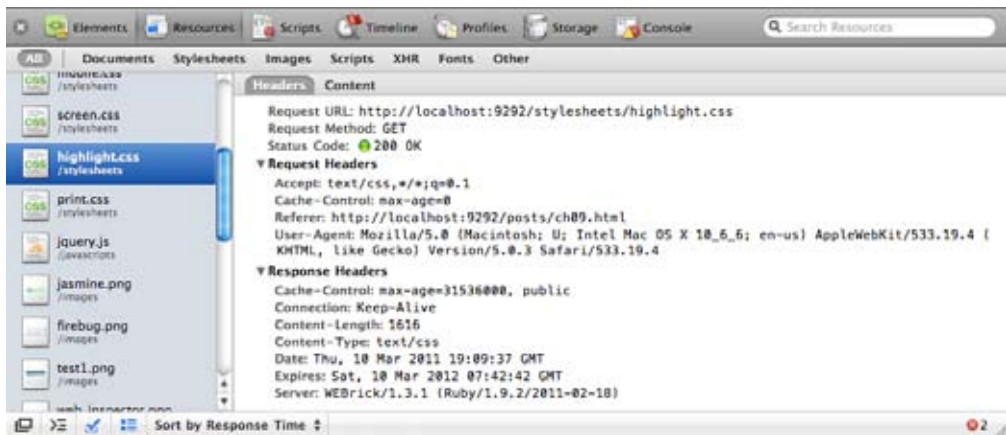 Elements Resources Scripts Timeline Profiles Storage Console Search Resources
All Documents Stylesheets Images Scripts XHR Fonts Other
mobile.css
/stylesheets
screen.css
/stylesheets
highlight.css
/stylesheets
print.css
/stylesheets
jquery.js
/javascripts
jasmine.png
/images
firebug.png
/images
test1.png
/images
web-inspector.png
Headers Content
Request URL: http://localhost:9292/stylesheets/highlight.css
Request Method: GET
Status Code: 200 OK
Request Headers
Accept: text/css,*/*;q=0.1
Cache-Control: max-age=0
Referer: http://localhost:9292/posts/ch09.html
User-Agent: Mozilla/5.0 (Macintosh; U; Intel Mac OS X 10_6_6; en-us) AppleWebKit/533.19.4 (
KHTML, like Gecko) Version/5.0.3 Safari/533.19.4
Response Headers
Cache-Control: max-age=31536000, public
Connection: Keep-Alive
Content-Length: 1616
Content-Type: text/css
Date: Thu, 10 Mar 2011 19:09:37 GMT
Expires: Sat, 10 Mar 2012 07:42:42 GMT
Server: WEBrick/1.3.1 (Ruby/1.9.2/2011-02-18)
Sort by Response Time 2